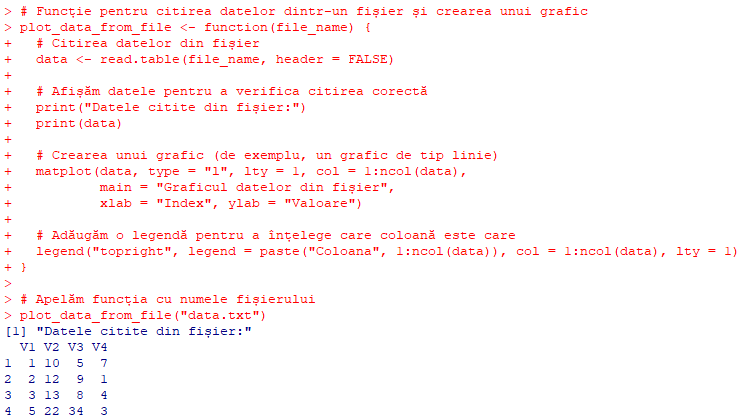 > # Funcție pentru citirea datelor dintr-un fișier și crearea unui grafic
> plot_data_from_file <- function(file_name) {
+   # Citirea datelor din fișier
+   data <- read.table(file_name, header = FALSE)
+
+   # Afișăm datele pentru a verifica citirea corectă
+   print("Datele citite din fișier:")
+   print(data)
+
+   # Crearea unui grafic (de exemplu, un grafic de tip linie)
+   matplot(data, type = "l", lty = 1, col = 1:ncol(data),
+           main = "Graficul datelor din fișier",
+           xlab = "Index", ylab = "Valoare")
+
+   # Adăugăm o legendă pentru a înțelege care coloană este care
+   legend("topright", legend = paste("Coloana", 1:ncol(data)), col = 1:ncol(data), lty = 1)
+ }
>
> # Apelăm funcția cu numele fișierului
> plot_data_from_file("data.txt")
[1] "Datele citite din fișier:"
  V1 V2 V3 V4
1  1 10  5  7
2  2 12  9  1
3  3 13  8  4
4  5 22 34  3